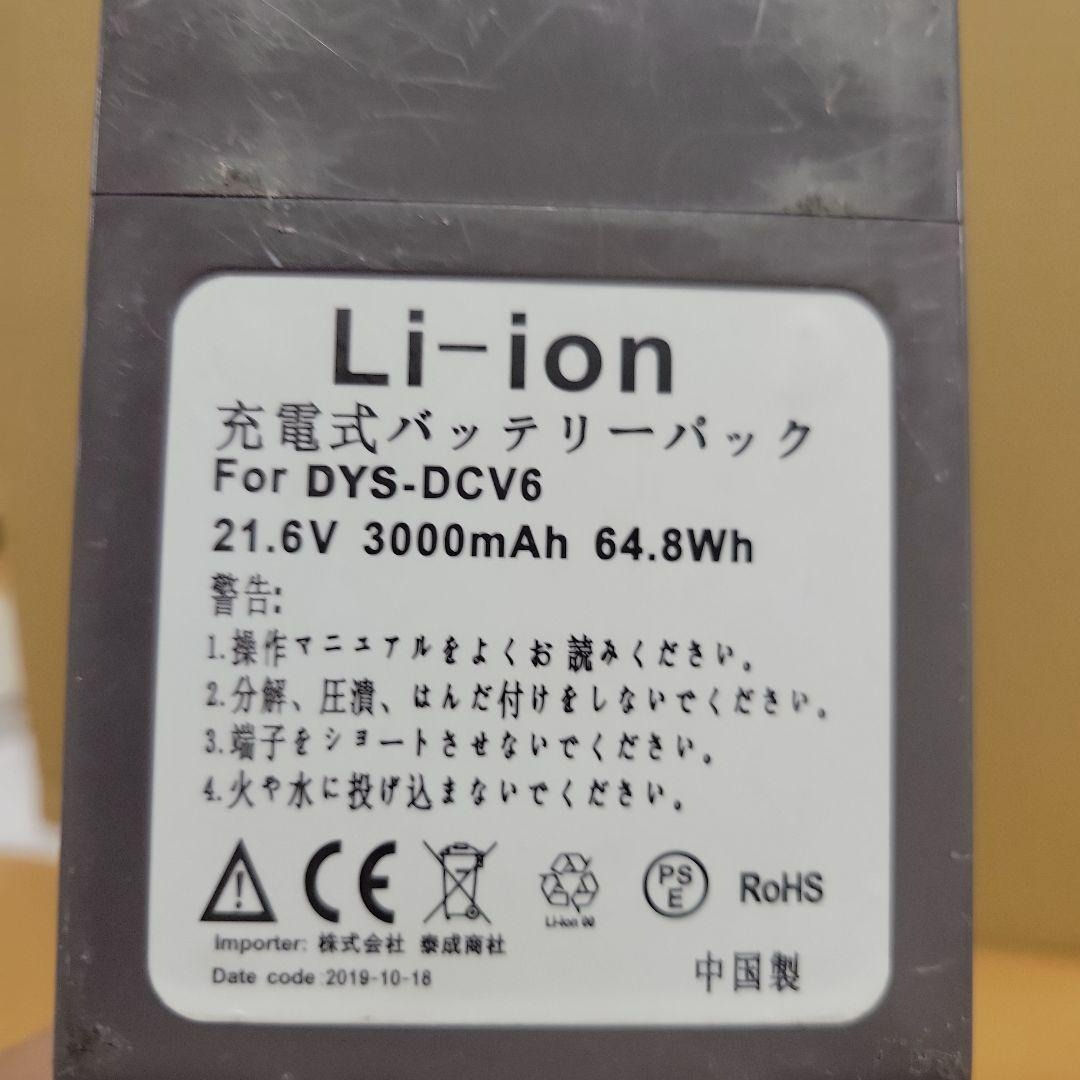 Li-ion
充電式バッテリーパック
For DYS-DCV6
21.6V 3000mAh 64.8Wh
警告:
1.操作マニュアルをよくお読みください。
2.分解、圧潰、はんだ付けをしないでください。
3.端子をショートさせないでください。
4.火や水に投げ込まないでください。
CE
Li-ion 00
PS
E
RoHS
Importer: 株式会社 泰成商社
Date code:2019-10-18
中国製